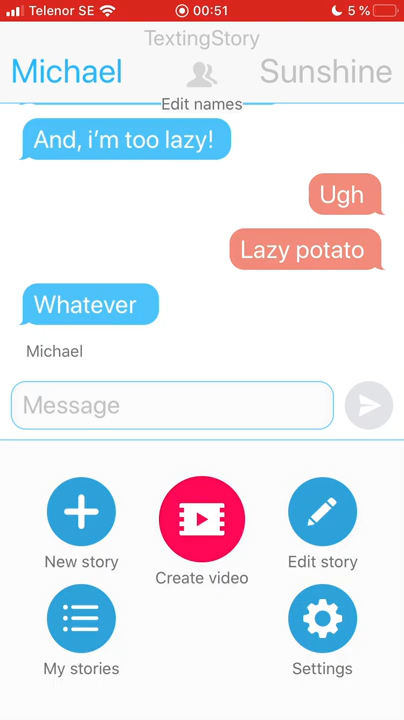 Telenor SE 00:51 5 %
TextingStory
Michael Sunshine
Edit names
And, i'm too lazy!
Ugh
Lazy potato
Whatever
Michael
Message
New story
Create video
Edit story
My stories
Settings